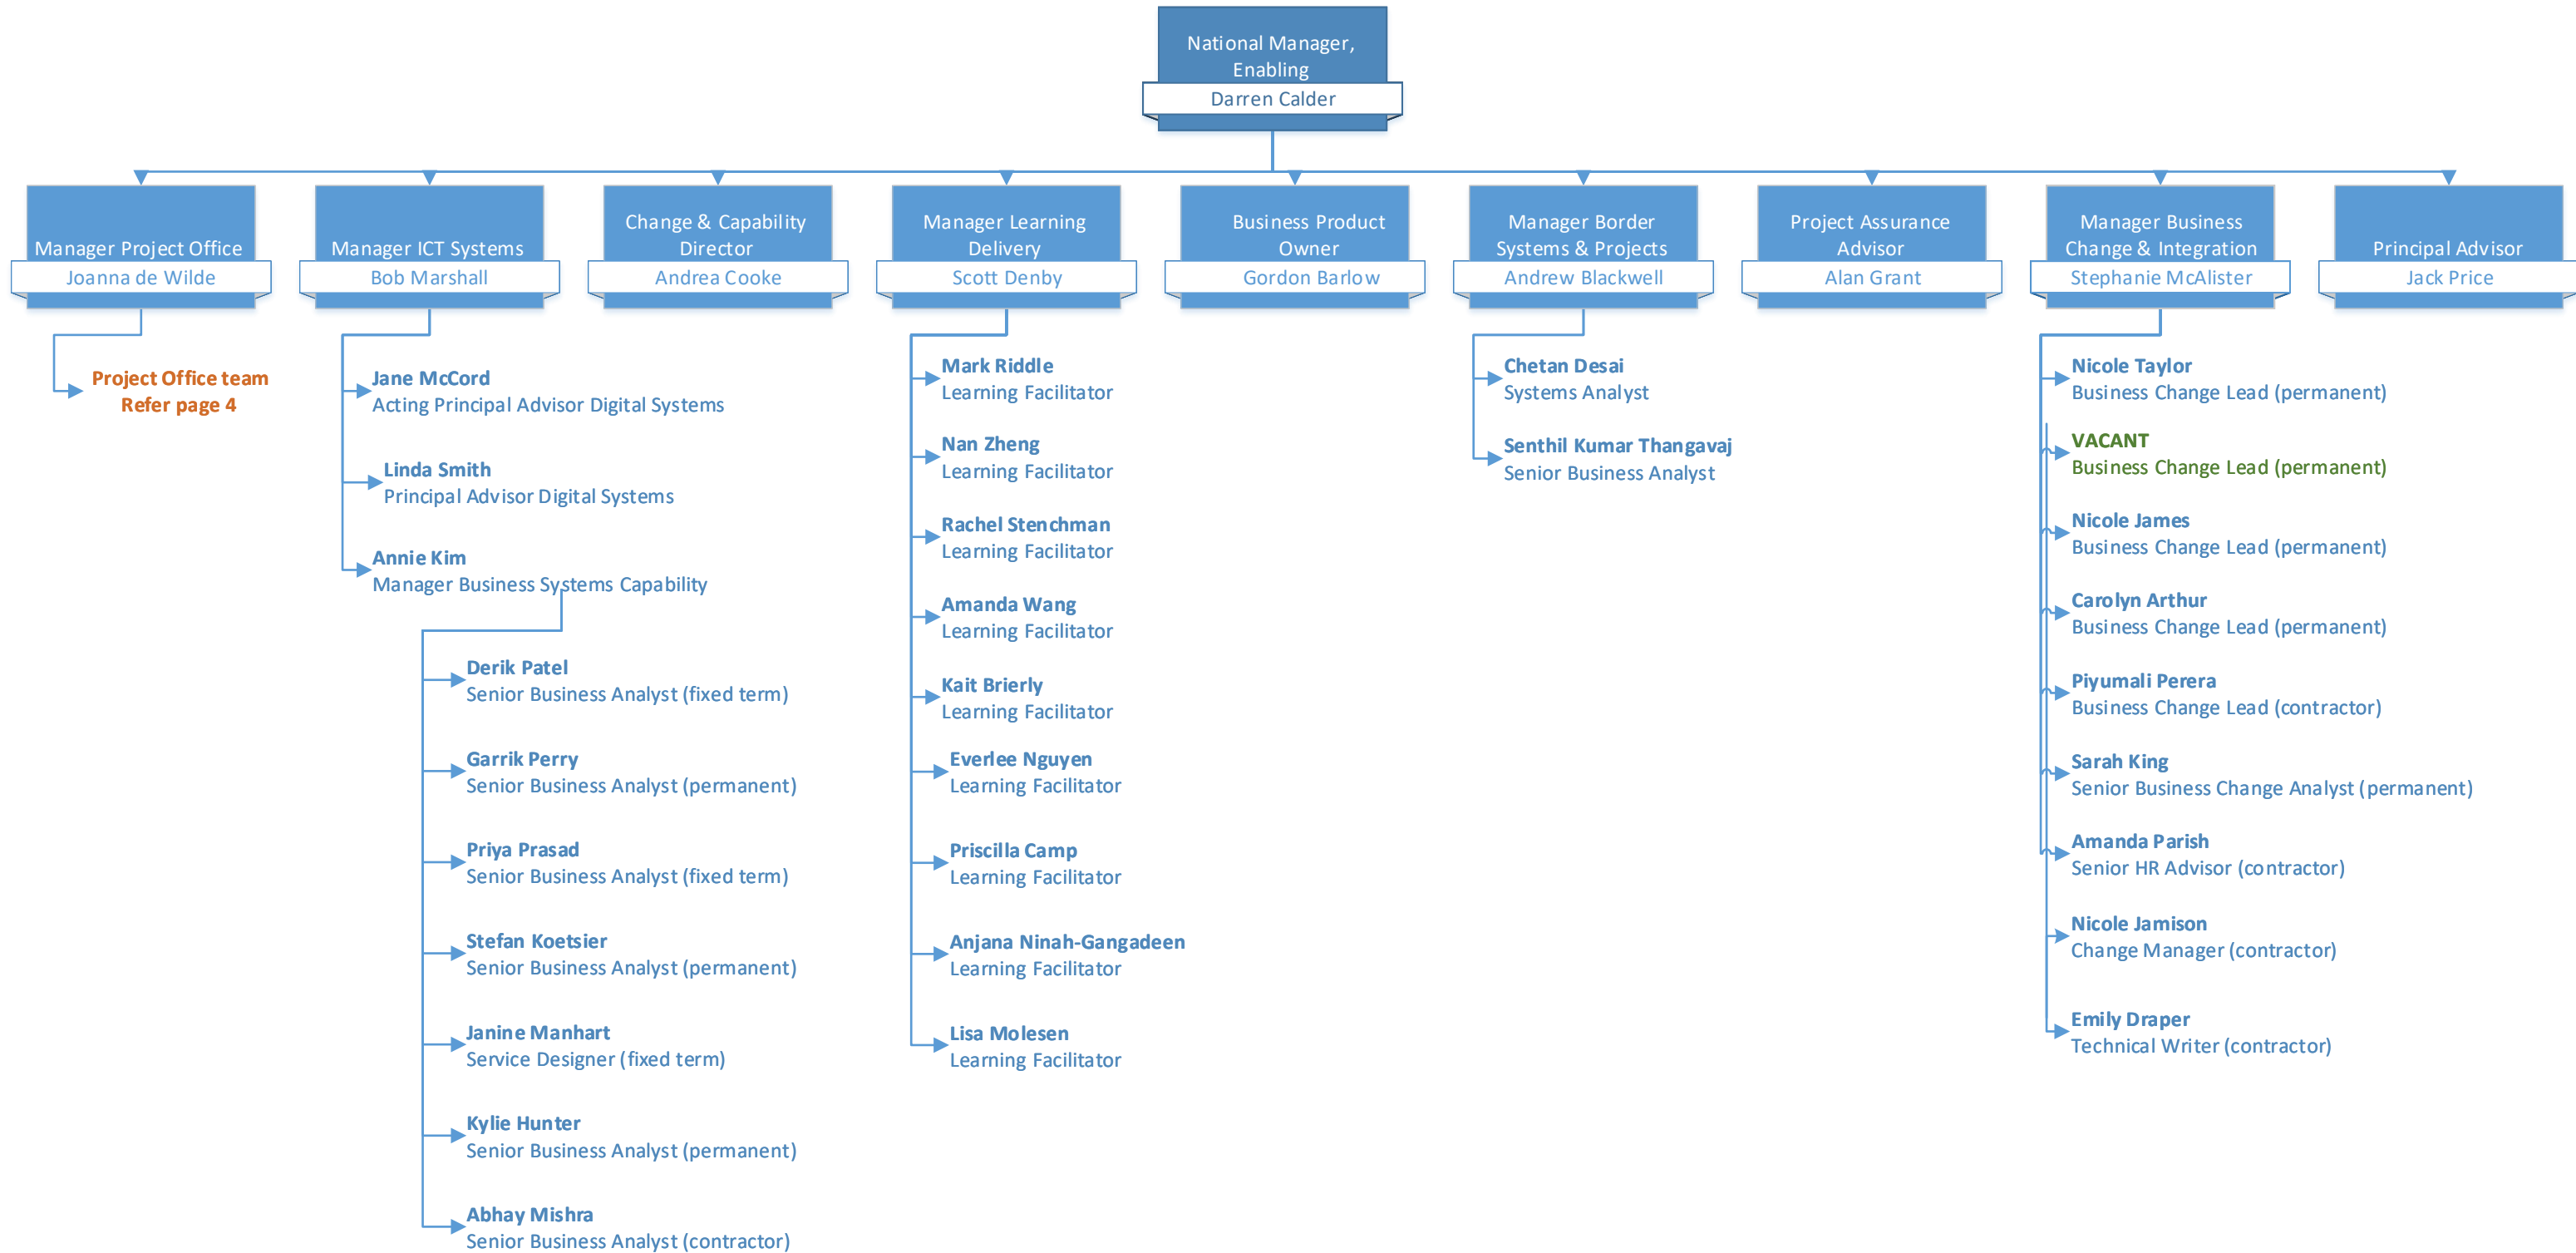 National Manager,
Enabling
Darren Calder
Manager Project Office
Joanna de Wilde
Manager ICT Systems
Bob Marshall
Change & Capability
Director
Andrea Cooke
Manager Learning
Delivery
Scott Denby
Business Product
Owner
Gordon Barlow
Manager Border
Systems & Projects
Andrew Blackwell
Project Assurance
Advisor
Alan Grant
Manager Business
Change & Integration
Stephanie McAlister
Principal Advisor
Jack Price
Project Office team
Refer page 4
Jane McCord
Acting Principal Advisor Digital Systems
Linda Smith
Principal Advisor Digital Systems
Annie Kim
Manager Business Systems Capability
Derik Patel
Senior Business Analyst (fixed term)
Garrik Perry
Senior Business Analyst (permanent)
Priya Prasad
Senior Business Analyst (fixed term)
Stefan Koetsier
Senior Business Analyst (permanent)
Janine Manhart
Service Designer (fixed term)
Kylie Hunter
Senior Business Analyst (permanent)
Abhay Mishra
Senior Business Analyst (contractor)
Mark Riddle
Learning Facilitator
Nan Zheng
Learning Facilitator
Rachel Stenchman
Learning Facilitator
Amanda Wang
Learning Facilitator
Kait Brierly
Learning Facilitator
Everlee Nguyen
Learning Facilitator
Priscilla Camp
Learning Facilitator
Anjana Ninah-Gangadeen
Learning Facilitator
Lisa Molesen
Learning Facilitator
Chetan Desai
Systems Analyst
Senthil Kumar Thangavaj
Senior Business Analyst
Nicole Taylor
Business Change Lead (permanent)
VACANT
Business Change Lead (permanent)
Nicole James
Business Change Lead (permanent)
Carolyn Arthur
Business Change Lead (permanent)
Piyumali Perera
Business Change Lead (contractor)
Sarah King
Senior Business Change Analyst (permanent)
Amanda Parish
Senior HR Advisor (contractor)
Nicole Jamison
Change Manager (contractor)
Emily Draper
Technical Writer (contractor)